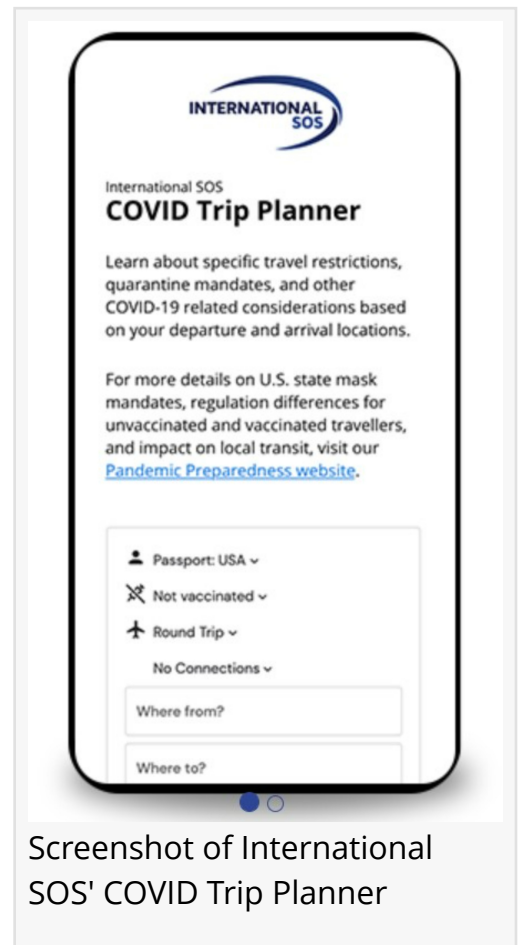 INTERNATIONAL
SOS
International SOS
COVID Trip Planner
Learn about specific travel restrictions,
quarantine mandates, and other
COVID-19 related considerations based
on your departure and arrival locations.
For more details on U.S. state mask
mandates, regulation differences for
unvaccinated and vaccinated travellers,
and impact on local transit, visit our
Pandemic Preparedness website.
Passport: USA
Not vaccinated
Round Trip
No Connections
Where from?
Where to?
Screenshot of International
SOS' COVID Trip Planner